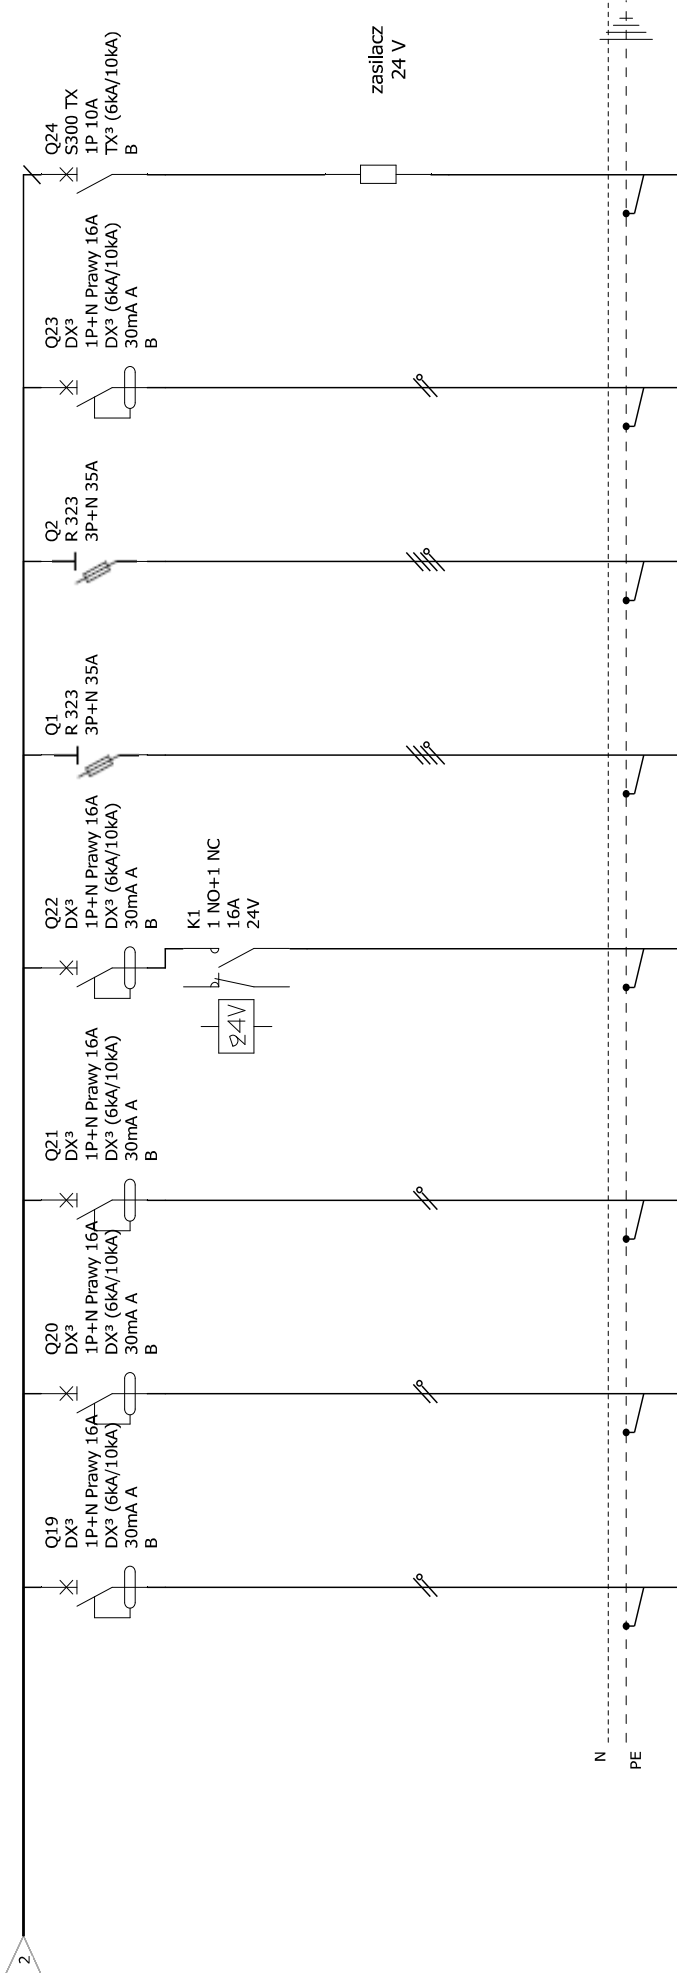 2
Q19
DX³
1P+N Prawy 16A
DX³ (6kA/10kA)
30mA A
B
Q20
DX³
1P+N Prawy 16A
DX³ (6kA/10kA)
30mA A
B
Q21
DX³
1P+N Prawy 16A
DX³ (6kA/10kA)
30mA A
B
Q22
DX³
1P+N Prawy 16A
DX³ (6kA/10kA)
30mA A
B
K1
1 NO+1 NC
16A
24V
24V
Q1
R 323
3P+N 35A
Q2
R 323
3P+N 35A
Q23
DX³
1P+N Prawy 16A
DX³ (6kA/10kA)
30mA A
B
Q24
S300 TX
1P 10A
TX³ (6kA/10kA)
B
zasilacz
24 V
N
PE